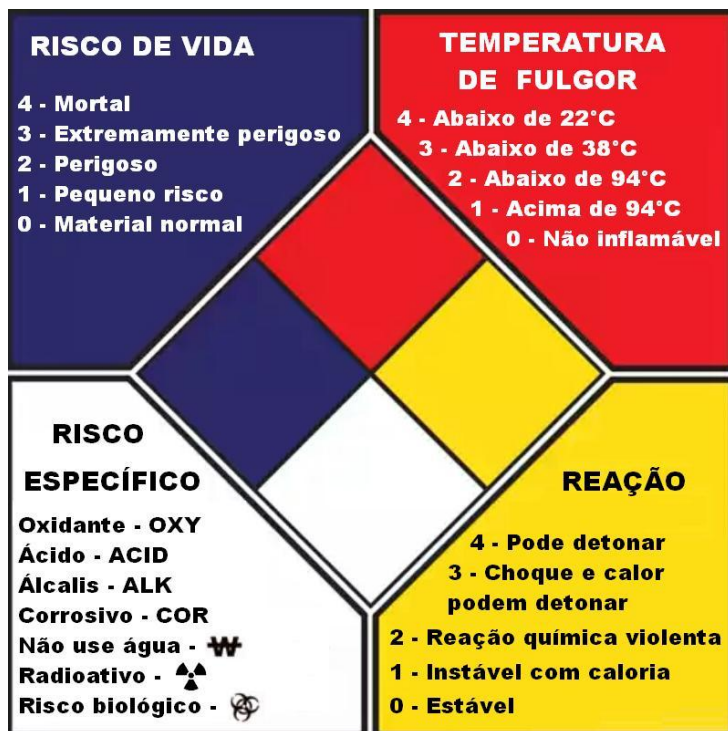 RISCO DE VIDA
4 - Mortal
3 - Extremamente perigoso
2 - Perigoso
1 - Pequeno risco
0 - Material normal
TEMPERATURA
DE FULGOR
4 - Abaixo de 22°C
3 - Abaixo de 38°C
2 - Abaixo de 94°C
1 - Acima de 94°C
0 - Não inflamável
RISCO
ESPECÍFICO
Oxidante - OXY
Ácido - ACID
Álcalis - ALK
Corrosivo - COR
Não use água - W
Radioativo -
Risco biológico -
REAÇÃO
4 - Pode detonar
3 - Choque e calor
podem detonar
2 - Reação química violenta
1 - Instável com caloria
0 - Estável